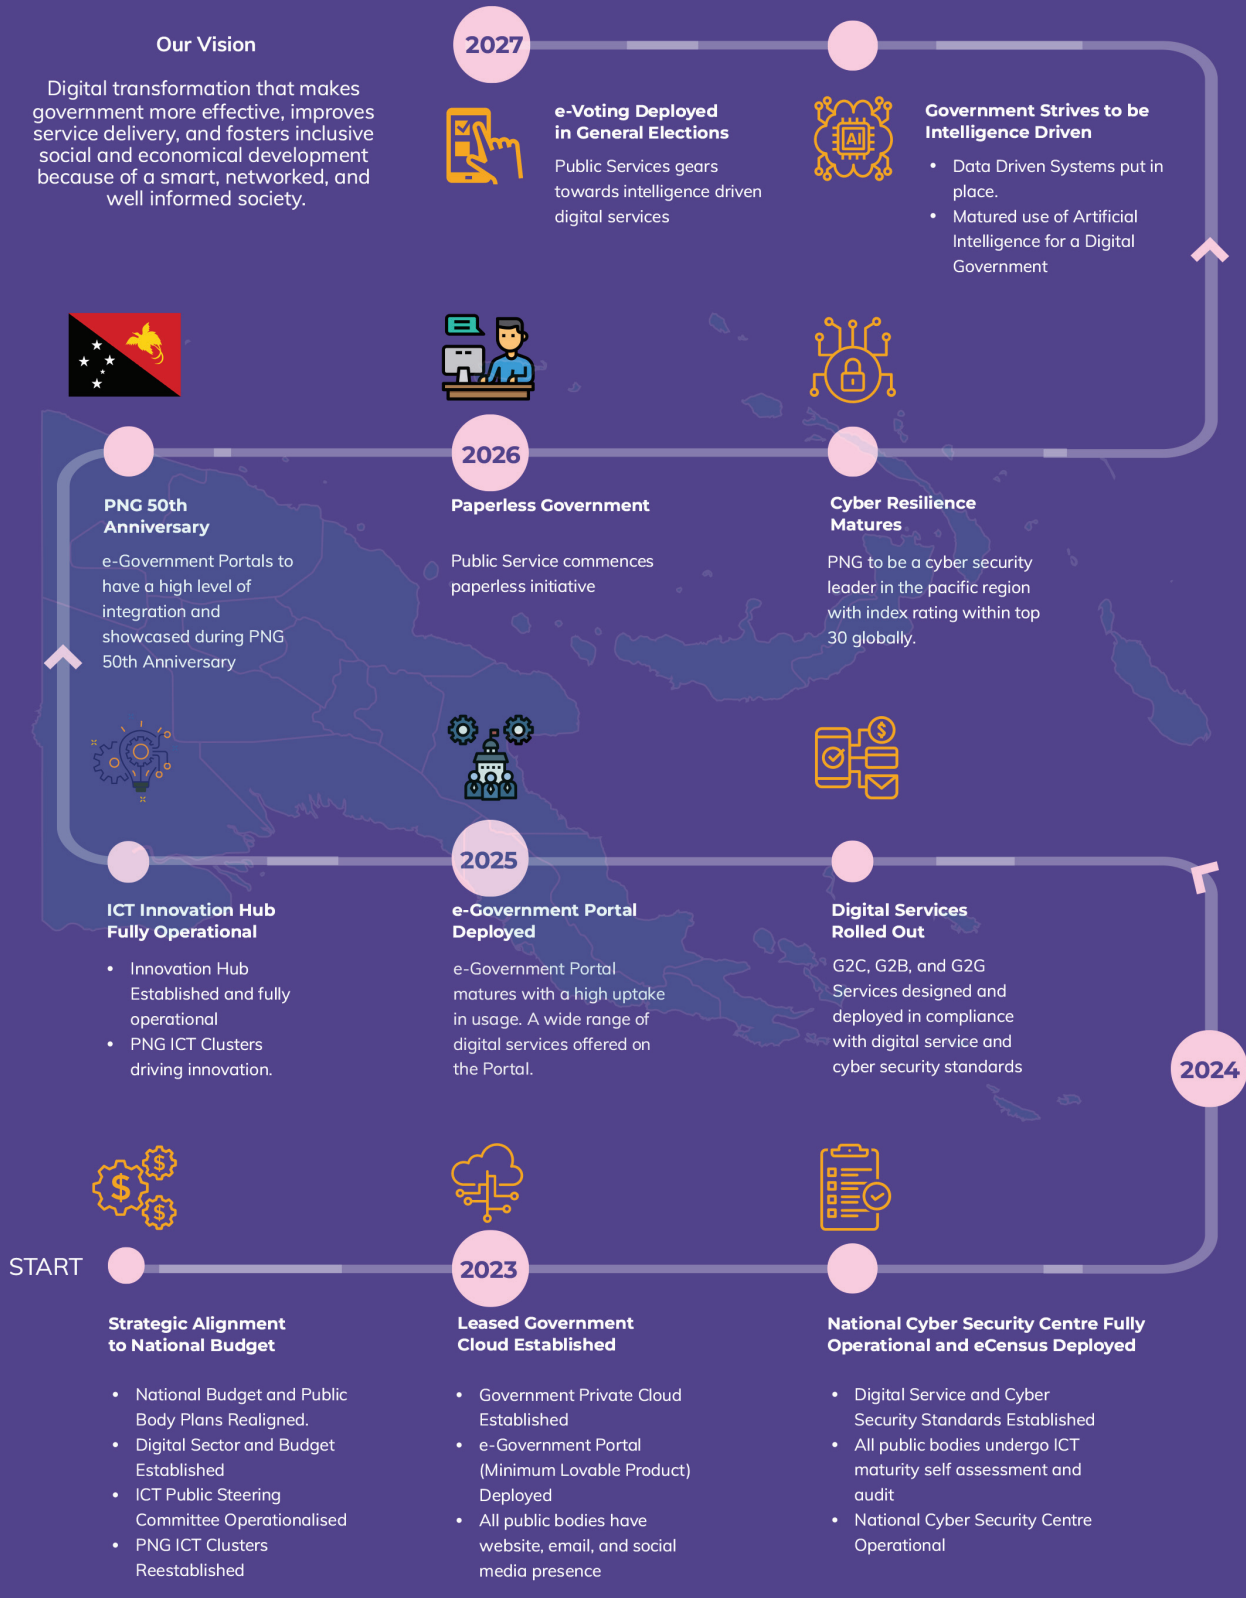 Our Vision
Digital transformation that makes
government more effective, improves
service delivery, and fosters inclusive
social and economical development
because of a smart, networked, and
well informed society.
2027
e-Voting Deployed
in General Elections
Public Services gears
towards intelligence driven
digital services
AI
Government Strives to be
Intelligence Driven
• Data Driven Systems put in
place.
• Matured use of Artificial
Intelligence for a Digital
Government
PNG 50th
Anniversary
e-Government Portals to
have a high level of
integration and
showcased during PNG
50th Anniversary
2026
Paperless Government
Public Service commences
paperless initiative
Cyber Resilience
Matures
PNG to be a cyber security
leader in the pacific region
with index rating within top
30 globally.
ICT Innovation Hub
Fully Operational
• Innovation Hub
Established and fully
operational
• PNG ICT Clusters
driving innovation.
2025
e-Government Portal
Deployed
e-Government Portal
matures with a high uptake
in usage. A wide range of
digital services offered on
the Portal.
$
Digital Services
Rolled Out
G2C, G2B, and G2G
Services designed and
deployed in compliance
with digital service and
cyber security standards
2024
START
$
$
$
Strategic Alignment
to National Budget
• National Budget and Public
Body Plans Realigned.
• Digital Sector and Budget
Established
• ICT Public Steering
Committee Operationalised
• PNG ICT Clusters
Reestablished
2023
Leased Government
Cloud Established
• Government Private Cloud
Established
• e-Government Portal
(Minimum Lovable Product)
Deployed
• All public bodies have
website, email, and social
media presence
National Cyber Security Centre Fully
Operational and eCensus Deployed
• Digital Service and Cyber
Security Standards Established
• All public bodies undergo ICT
maturity self assessment and
audit
• National Cyber Security Centre
Operational